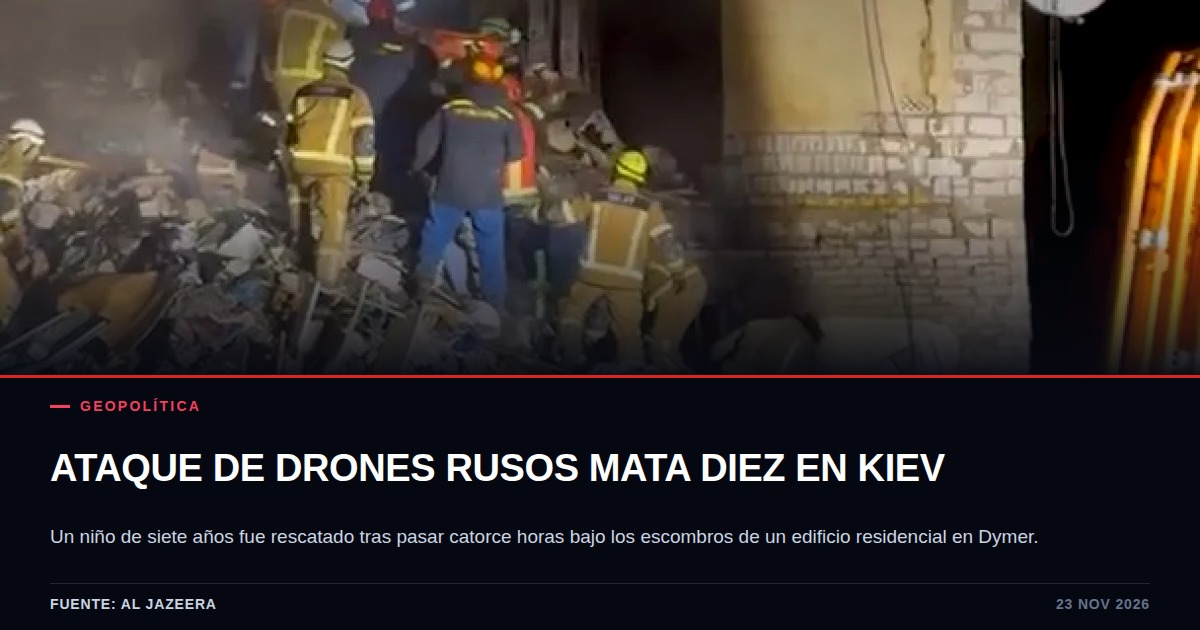 GEOPOLÍTICA
ATAQUE DE DRONES RUSOS MATA DIEZ EN KIEV
Un niño de siete años fue rescatado tras pasar catorce horas bajo los escombros de un edificio residencial en Dymer.
FUENTE: AL JAZEERA
23 NOV 2026